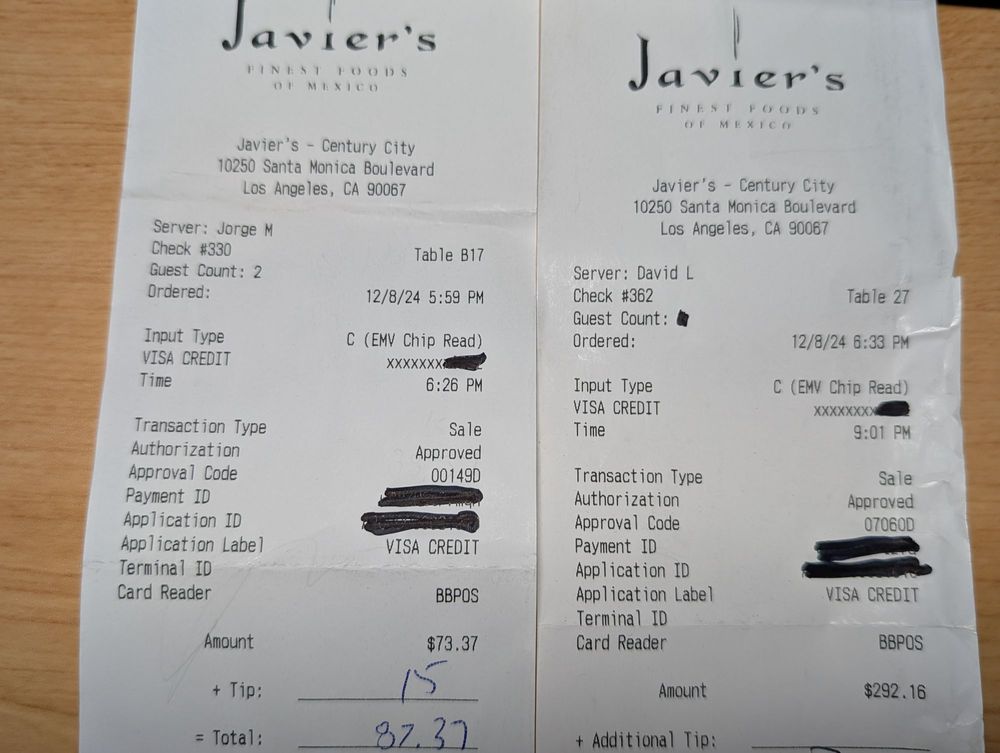 Javier's
FINEST FOODS
OF MEXICO
Javier's - Century City
10250 Santa Monica Boulevard
Los Angeles, CA 90067
Server: Jorge M
Check #330 Table B17
Guest Count: 2
Ordered: 12/8/24 5:59 PM
Input Type C (EMV Chip Read)
VISA CREDIT xxxxxxx
Time 6:26 PM
Transaction Type Sale
Authorization Approved
Approval Code 00149D
Payment ID
Application ID
Application Label VISA CREDIT
Terminal ID
Card Reader BBPOS
Amount $73.37
+ Tip: 15
= Total: 87.37
Javier's
FINEST FOODS
OF MEXICO
Javier's - Century City
10250 Santa Monica Boulevard
Los Angeles, CA 90067
Server: David L
Check #362 Table 27
Guest Count:
Ordered: 12/8/24 6:33 PM
Input Type C (EMV Chip Read)
VISA CREDIT xxxxxxxx
Time 9:01 PM
Transaction Type Sale
Authorization Approved
Approval Code 07060D
Payment ID
Application ID
Application Label VISA CREDIT
Terminal ID
Card Reader BBPOS
Amount $292.16
+ Additional Tip: